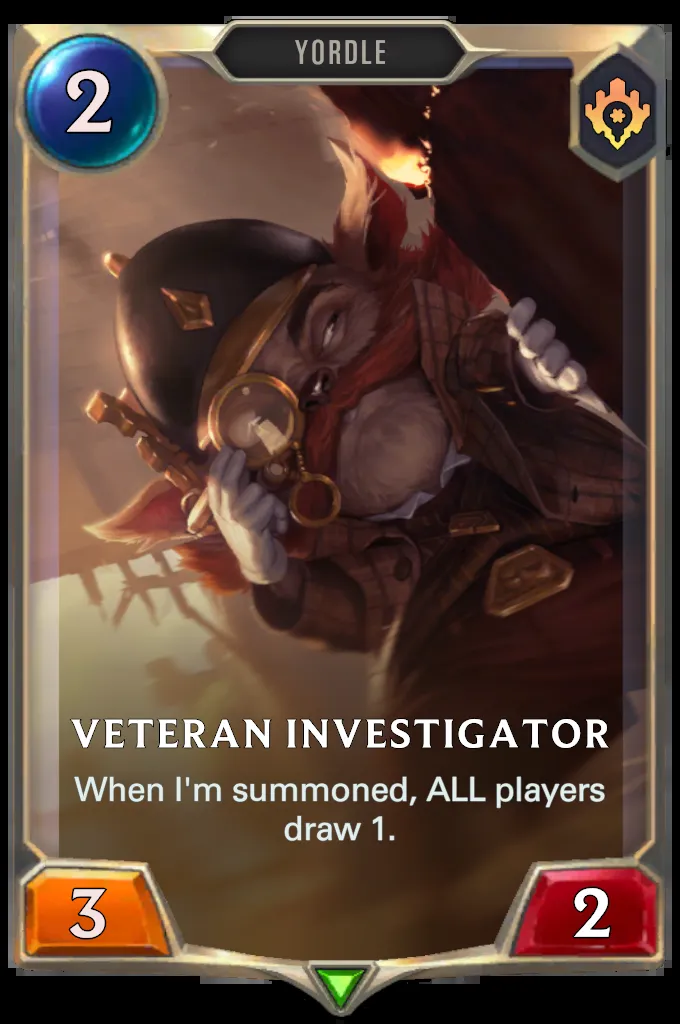 YORDLE
2
VETERAN INVESTIGATOR
When I'm summoned, ALL players
draw 1.
3
2